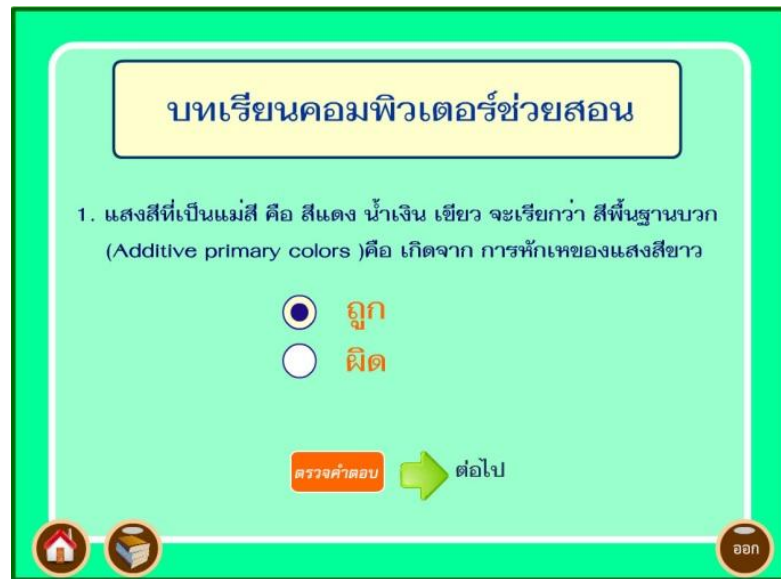 บทเรียนคอมพิวเตอร์ช่วยสอน
1. แสงสีที่เป็นแม่สี คือ สีแดง น้ำเงิน เขียว จะเรียกว่า สีพื้นฐานบวก
(Additive primary colors )คือ เกิดจาก การหักเหของแสงสีขาว
ถูก
ผิด
ตรวจคำตอบ
ต่อไป
ออก